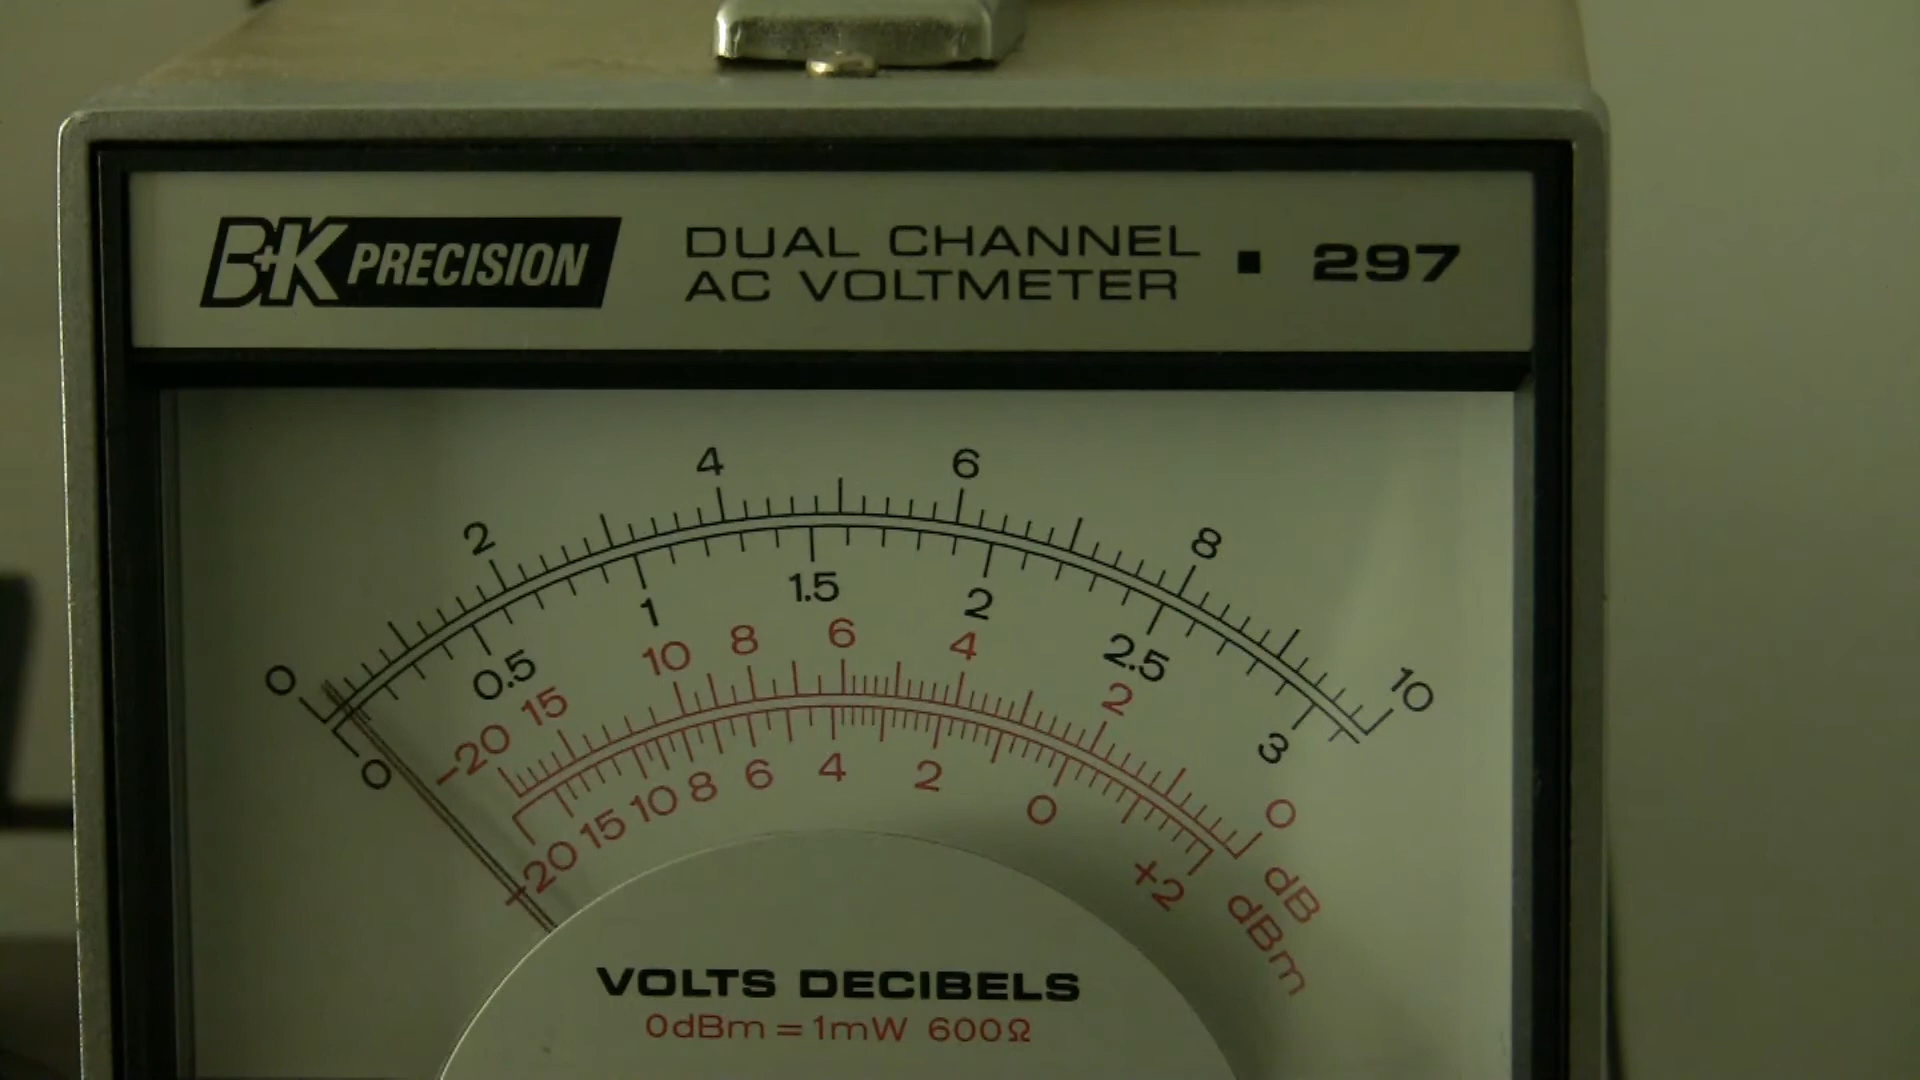 B+K PRECISION
DUAL CHANNEL
AC VOLTMETER ▪ 297
0 2 4 6 8 10
0 0.5 1 1.5 2 2.5 3
-20 15 10 8 6 4 2 0 dB
-20 15 10 8 6 4 2 0 +2 dBm
VOLTS DECIBELS
0dBm=1mW 600Ω